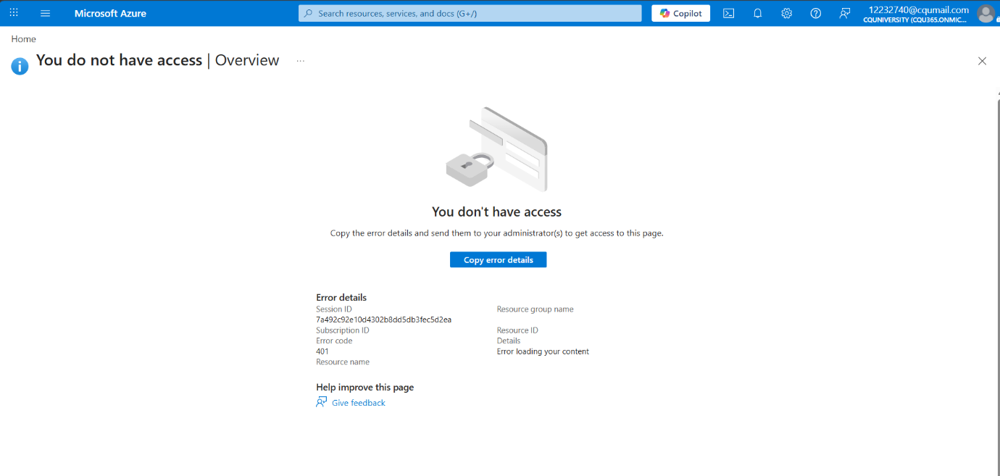 Microsoft Azure
Search resources, services, and docs (G+/)
Copilot
12232740@cqumail.com
CQUNIVERSITY (CQU365.ONMIC...
Home
You do not have access | Overview
...
You don't have access
Copy the error details and send them to your administrator(s) to get access to this page.
Copy error details
Error details
Session ID
7a492c92e10d4302b8dd5db3fec5d2ea
Subscription ID
Error code
401
Resource name
Resource group name
Resource ID
Details
Error loading your content
Help improve this page
Give feedback